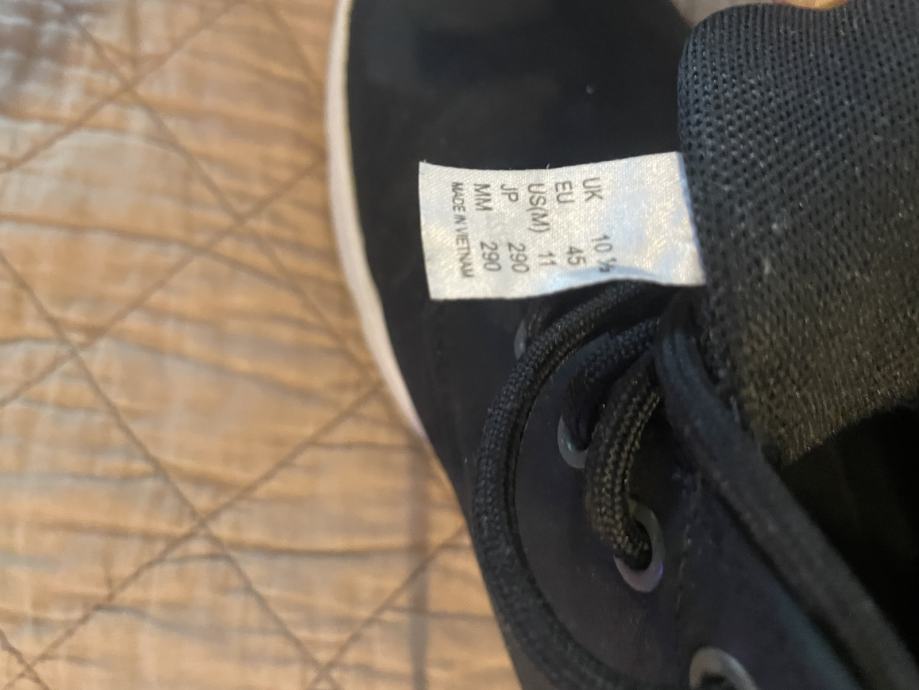 UK 10 ½
EU 45
US(M) 11
JP 290
MM 290
MADE IN VIETNAM